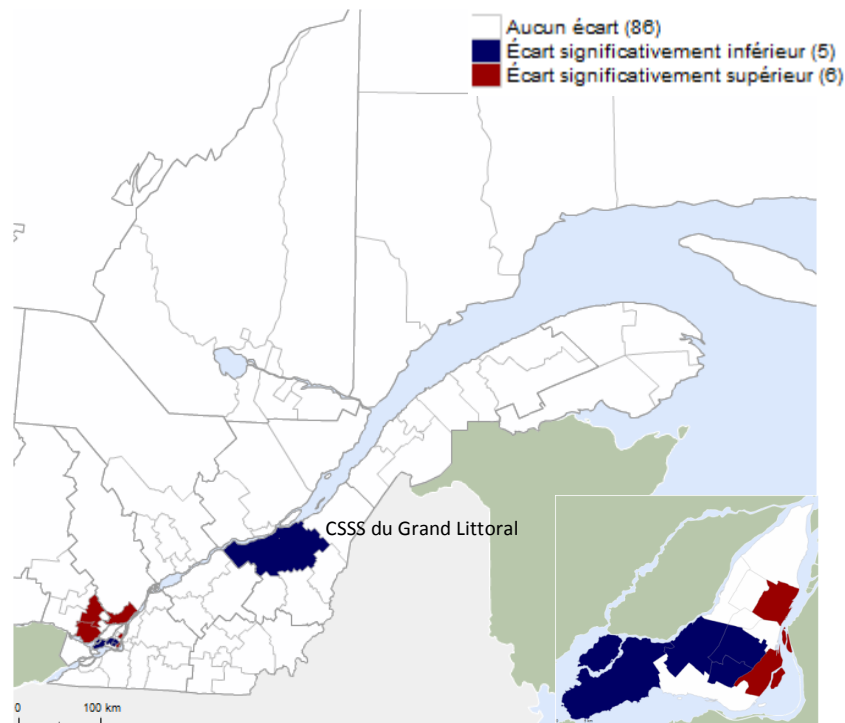 Aucun écart (86)
Écart significativement inférieur (5)
Écart significativement supérieur (6)
CSSS du Grand Littoral
0 100 km